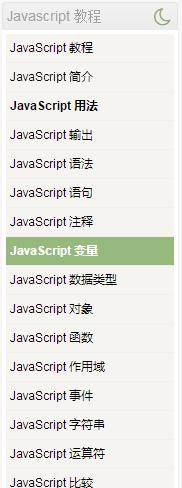 Javascript 教程
JavaScript 教程
JavaScript 简介
JavaScript 用法
JavaScript 输出
JavaScript 语法
JavaScript 语句
JavaScript 注释
JavaScript 变量
JavaScript 数据类型
JavaScript 对象
JavaScript 函数
JavaScript 作用域
JavaScript 事件
JavaScript 字符串
JavaScript 运算符
JavaScript 比较